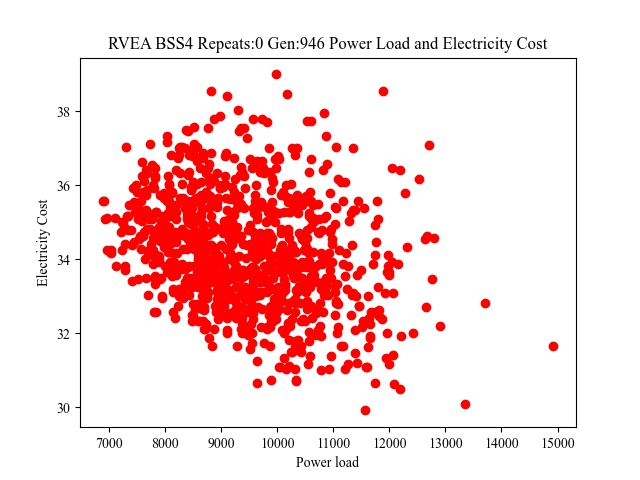 RVEA BSS4 Repeats:0 Gen:946 Power Load and Electricity Cost
38
36
34
32
30
Electricity Cost
7000 8000 9000 10000 11000 12000 13000 14000 15000
Power load